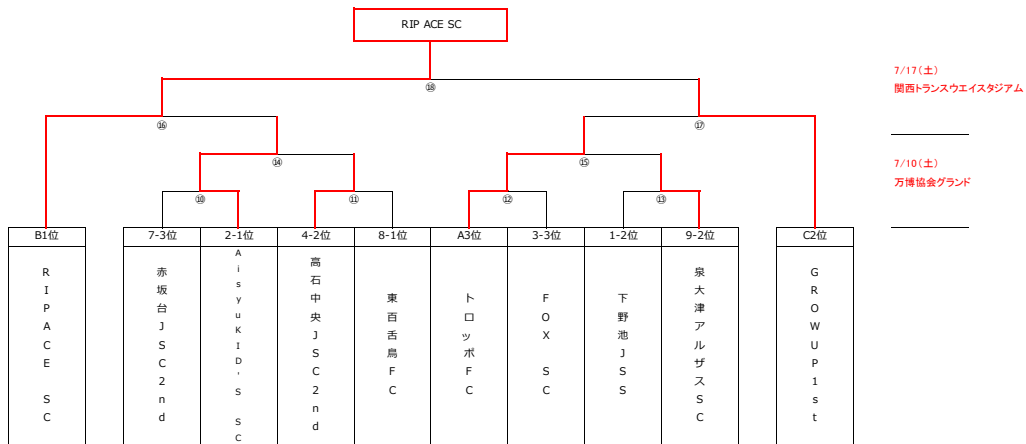 RIP ACE SC
7/17(土)
関西トランスウエイスタジアム
⑱
⑯
⑰
⑭
⑮
7/10(土)
万博協会グランド
⑩
⑪
⑫
⑬
B1位
7-3位
2-1位
4-2位
8-1位
A3位
3-3位
1-2位
9-2位
C2位
RIPACE SC
赤坂台JSC2nd
AisyuKID'S SC
高石中央JSC2nd
東百舌鳥FC
トロッポFC
FOX SC
下野池JSS
泉大津アルザスSC
GROWUP1st